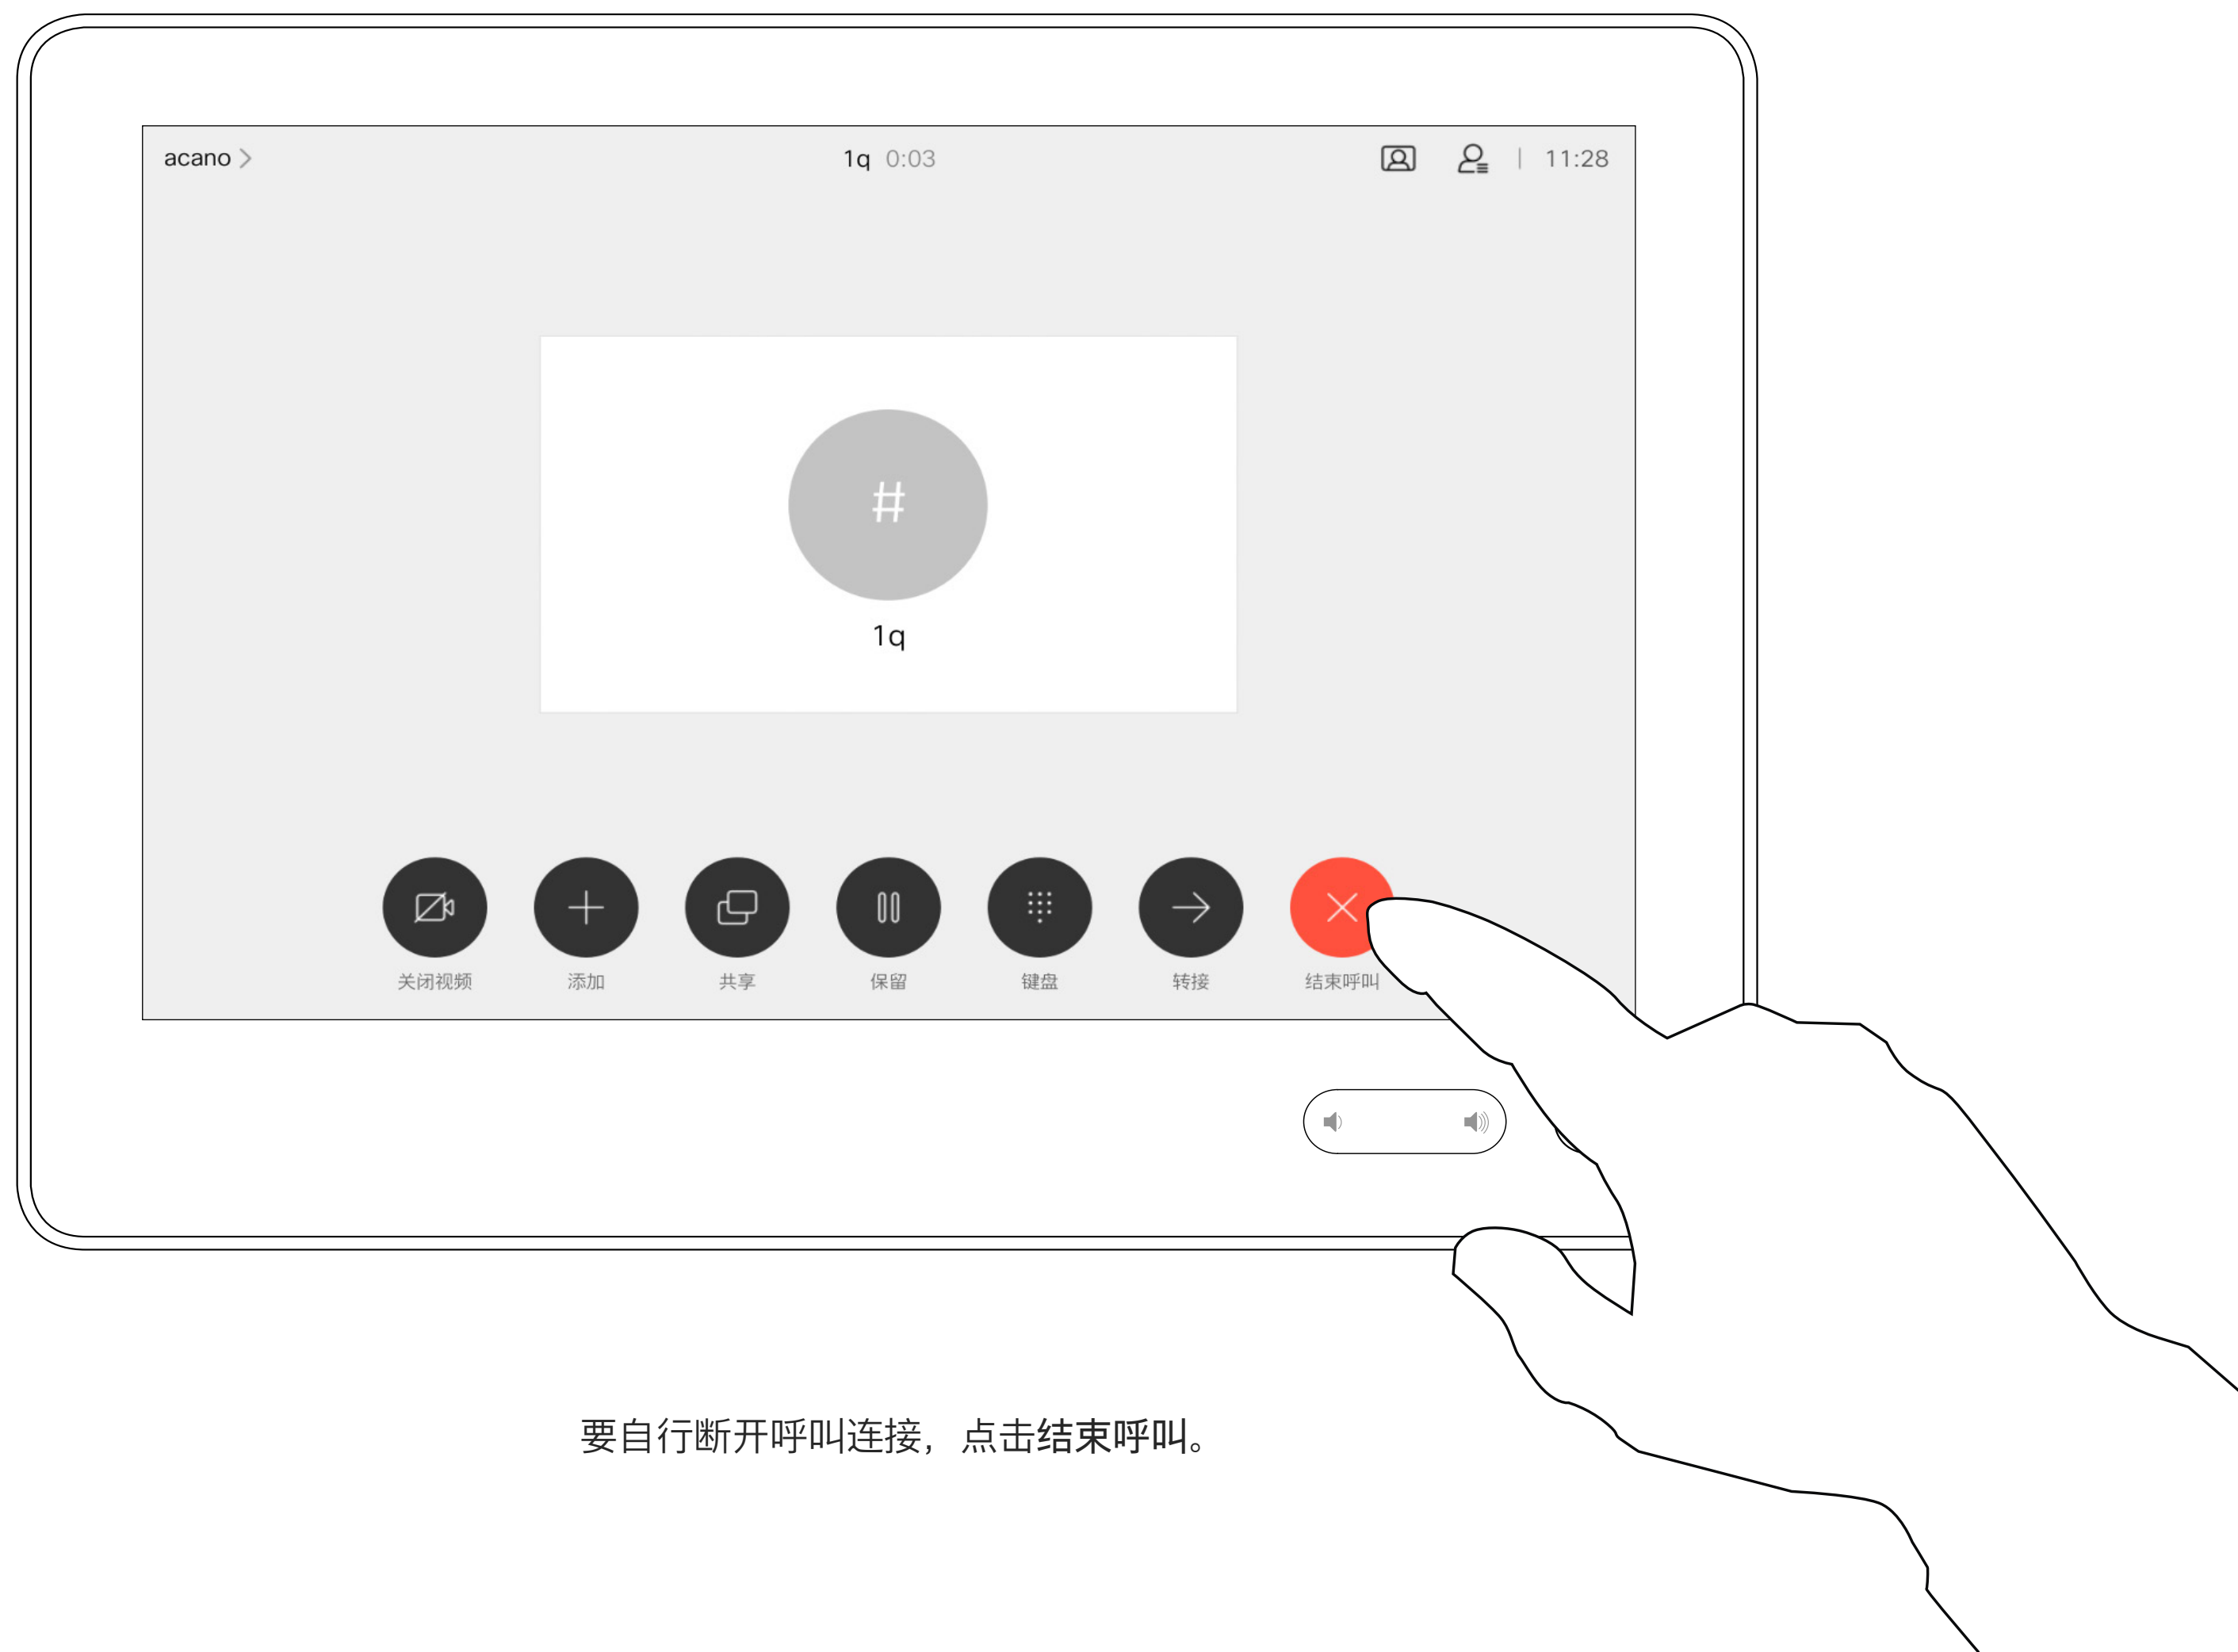 acano
1q 0:03
11:28
#
1q
关闭视频 添加 共享 保留 键盘 转接 结束呼叫
要自行断开呼叫连接，点击结束呼叫。